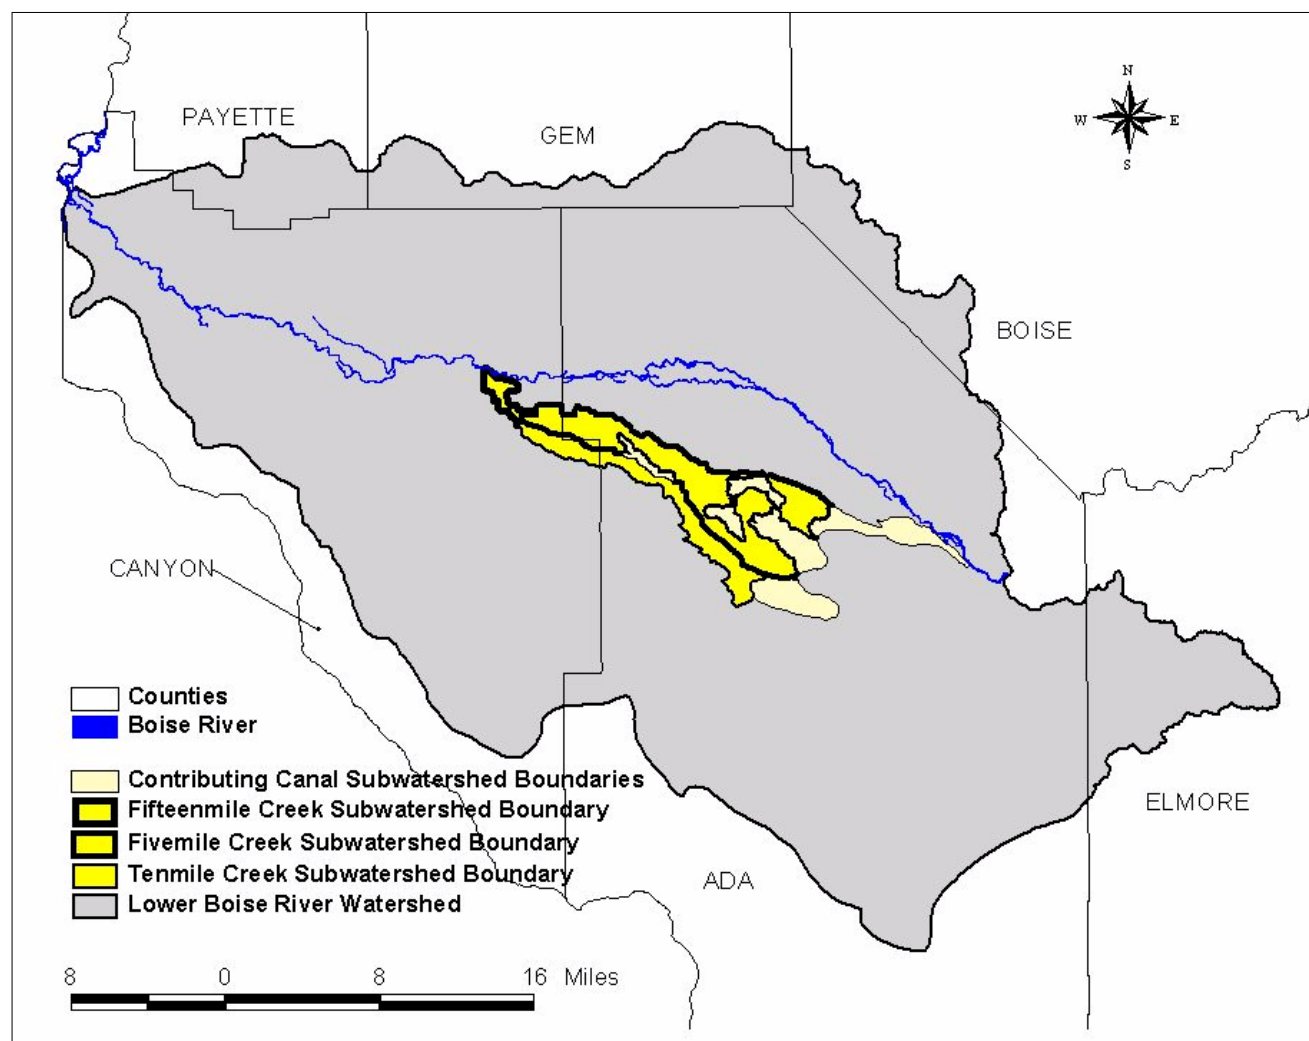 N
W E
S
PAYETTE
GEM
BOISE
CANYON
ELMORE
ADA
Counties
Boise River
Contributing Canal Subwatershed Boundaries
Fifteenmile Creek Subwatershed Boundary
Fivemile Creek Subwatershed Boundary
Tenmile Creek Subwatershed Boundary
Lower Boise River Watershed
8 0 8 16 Miles